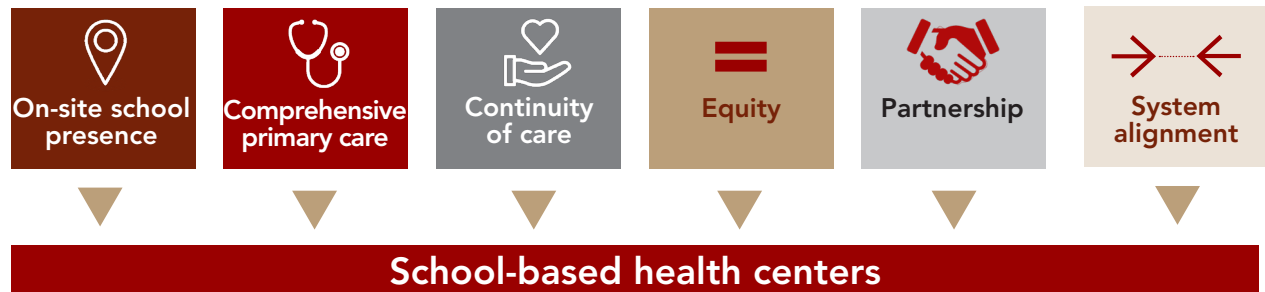 On-site school
presence
Comprehensive
primary care
Continuity
of care
Equity
Partnership
System
alignment
School-based health centers